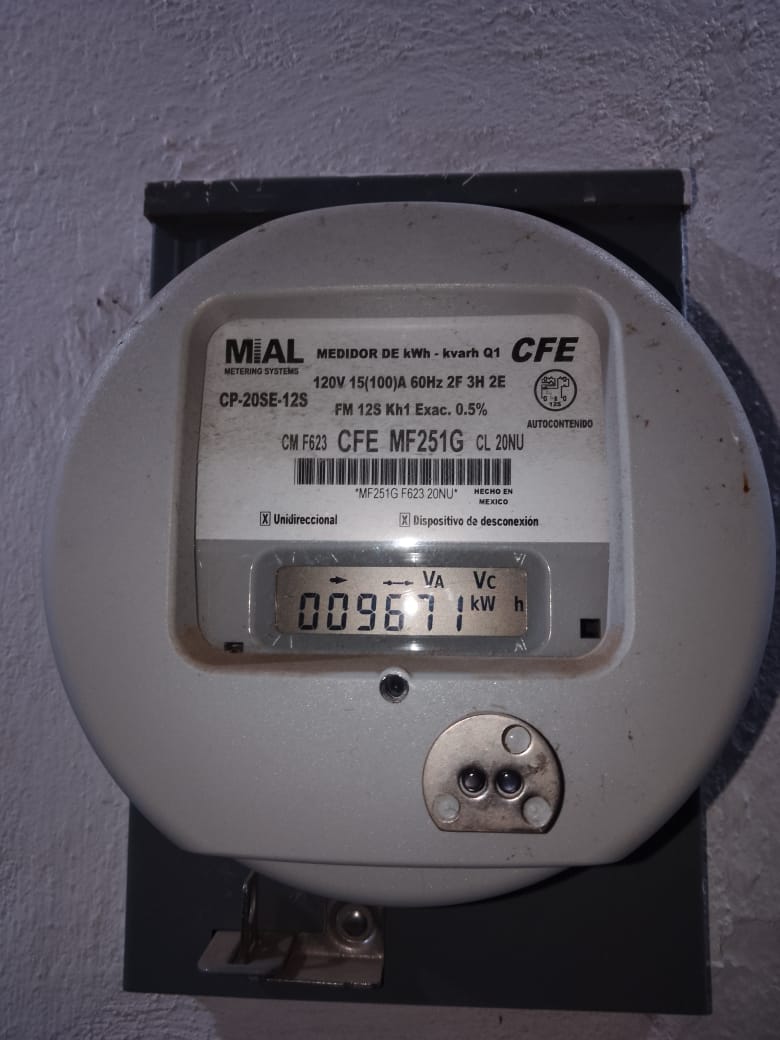 MIAL
METERING SYSTEMS
MEDIDOR DE kWh - kvarh Q1
CFE
120V 15(100)A 60Hz 2F 3H 2E
CP-20SE-12S
FM 12S Kh1 Exac. 0.5%
12S
AUTOCONTENIDO
CM F623 CFE MF251G CL 20NU
*MF251G F623 20NU*
HECHO EN
MEXICO
X Unidireccional
X Dispositivo de desconexión
VA VC
009671 kW h